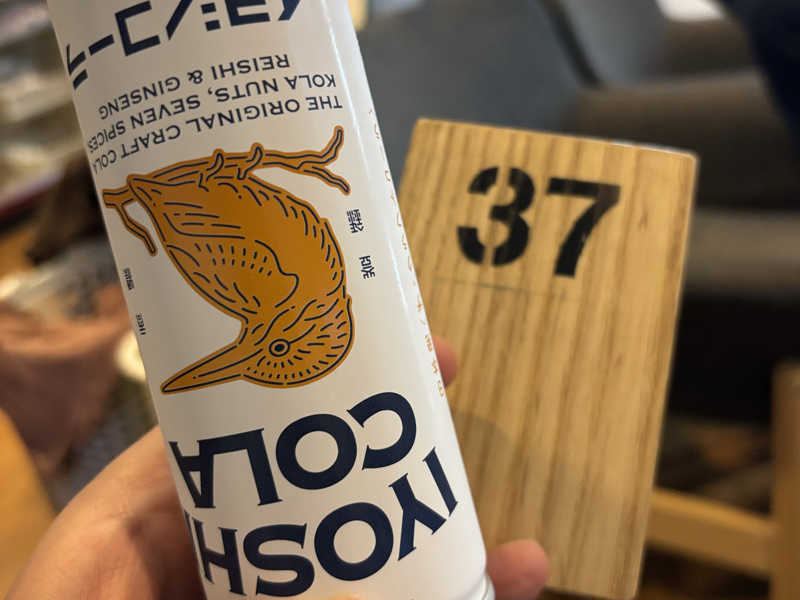 IYOSHI
COLA
THE ORIGINAL CRAFT COLA
KOLA NUTS, SEVEN SPICES,
REISHI & GINSENG
イヨシコーラ
37